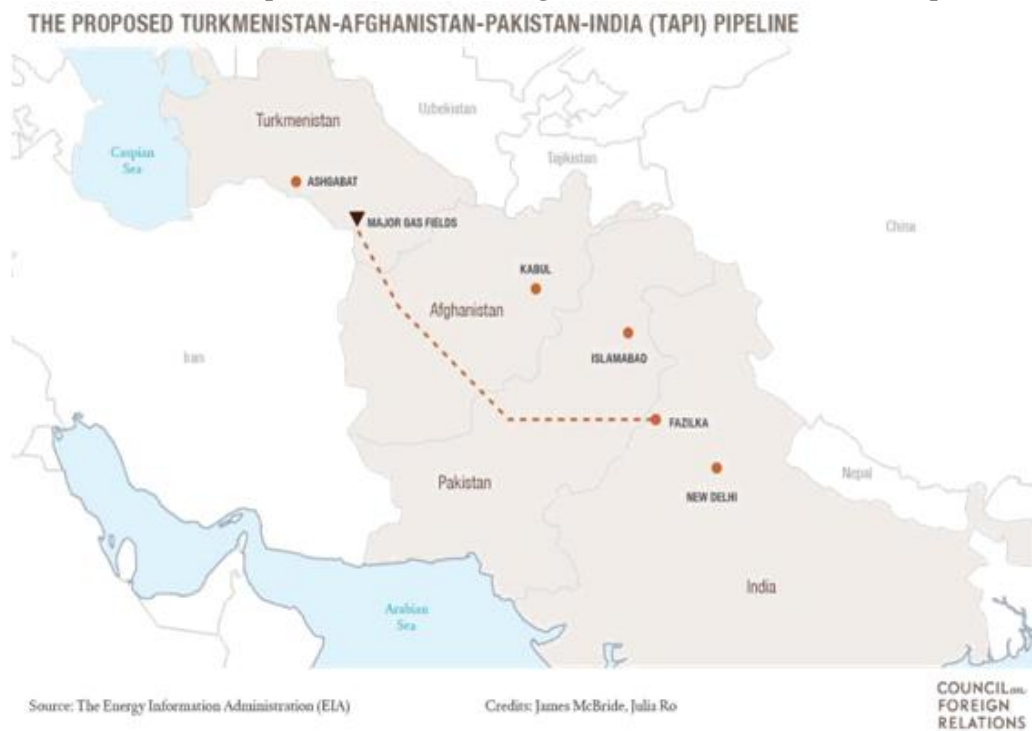 THE PROPOSED TURKMENISTAN-AFGHANISTAN-PAKISTAN-INDIA (TAPI) PIPELINE
Uzbekistan
Turkmenistan
Caspian
Sea
Tajikistan
ASHGABAT
MAJOR GAS FIELDS
China
KABUL
Afghanistan
ISLAMABAD
Iran
FAZILKA
Pakistan
Nepal
NEW DELHI
India
Arabian
Sea
Source: The Energy Information Administration (EIA)
Credits: James McBride, Julia Ro
COUNCIL on
FOREIGN
RELATIONS